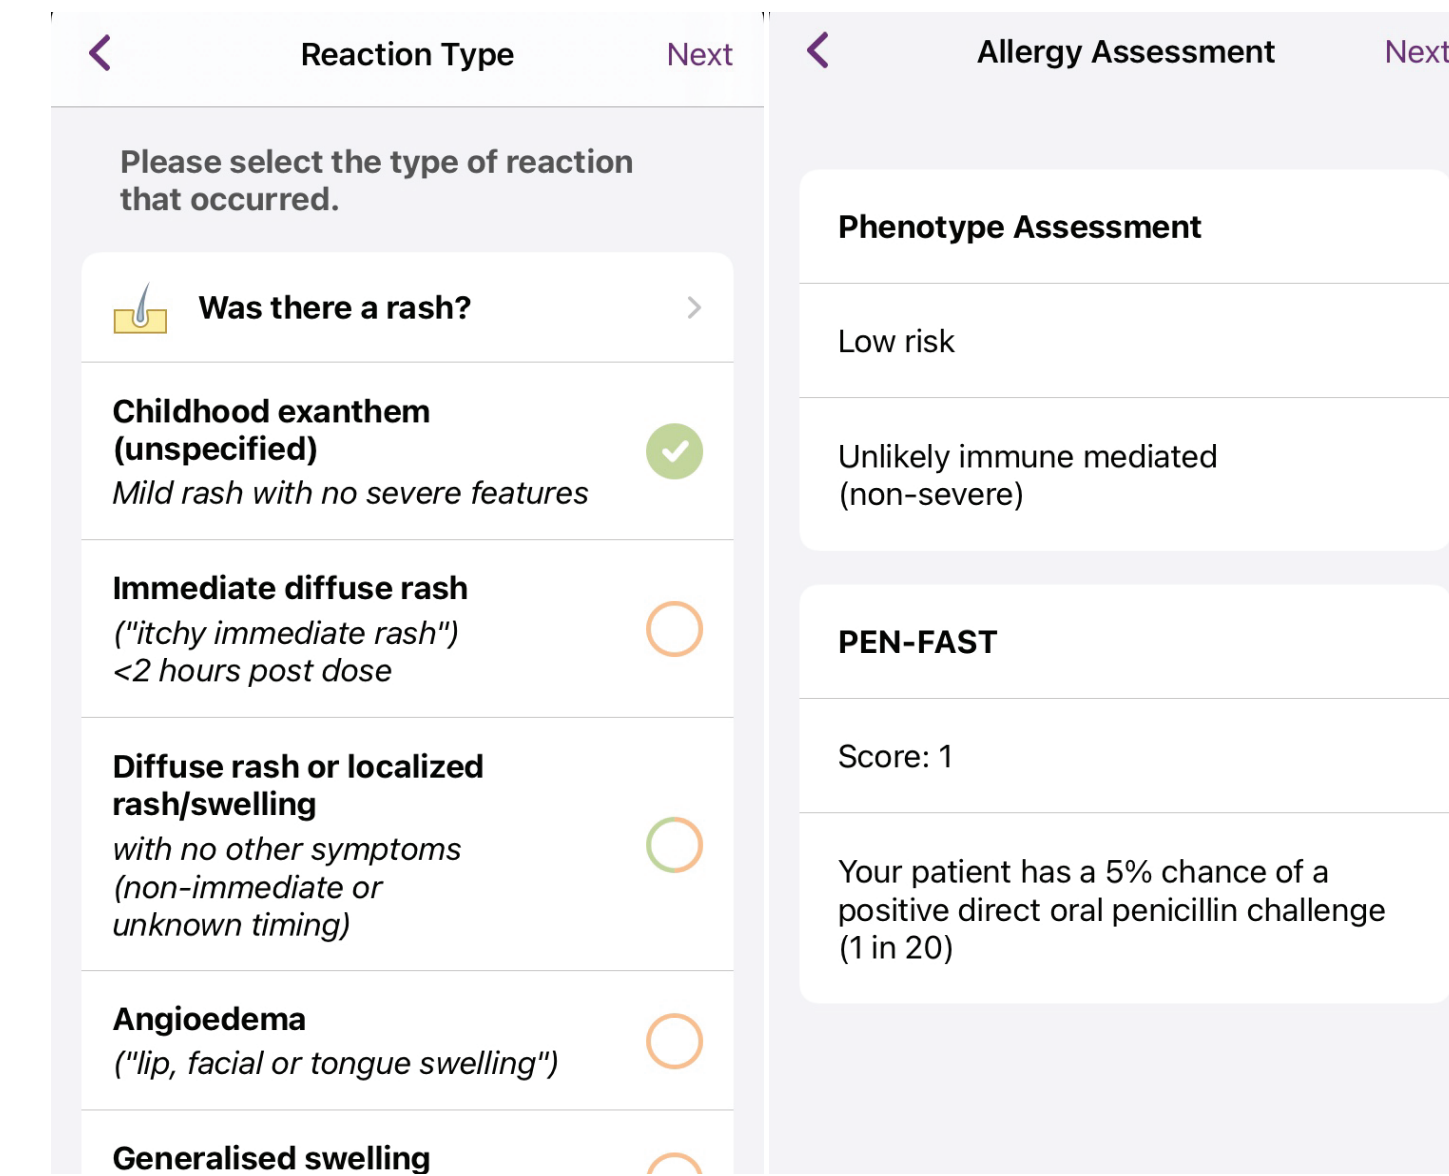 Reaction Type
Next
Please select the type of reaction
that occurred.
Was there a rash?
Childhood exanthem
(unspecified)
Mild rash with no severe features
Immediate diffuse rash
("itchy immediate rash")
<2 hours post dose
Diffuse rash or localized
rash/swelling
with no other symptoms
(non-immediate or
unknown timing)
Angioedema
("lip, facial or tongue swelling")
Generalised swelling
Allergy Assessment
Next
Phenotype Assessment
Low risk
Unlikely immune mediated
(non-severe)
PEN-FAST
Score: 1
Your patient has a 5% chance of a
positive direct oral penicillin challenge
(1 in 20)